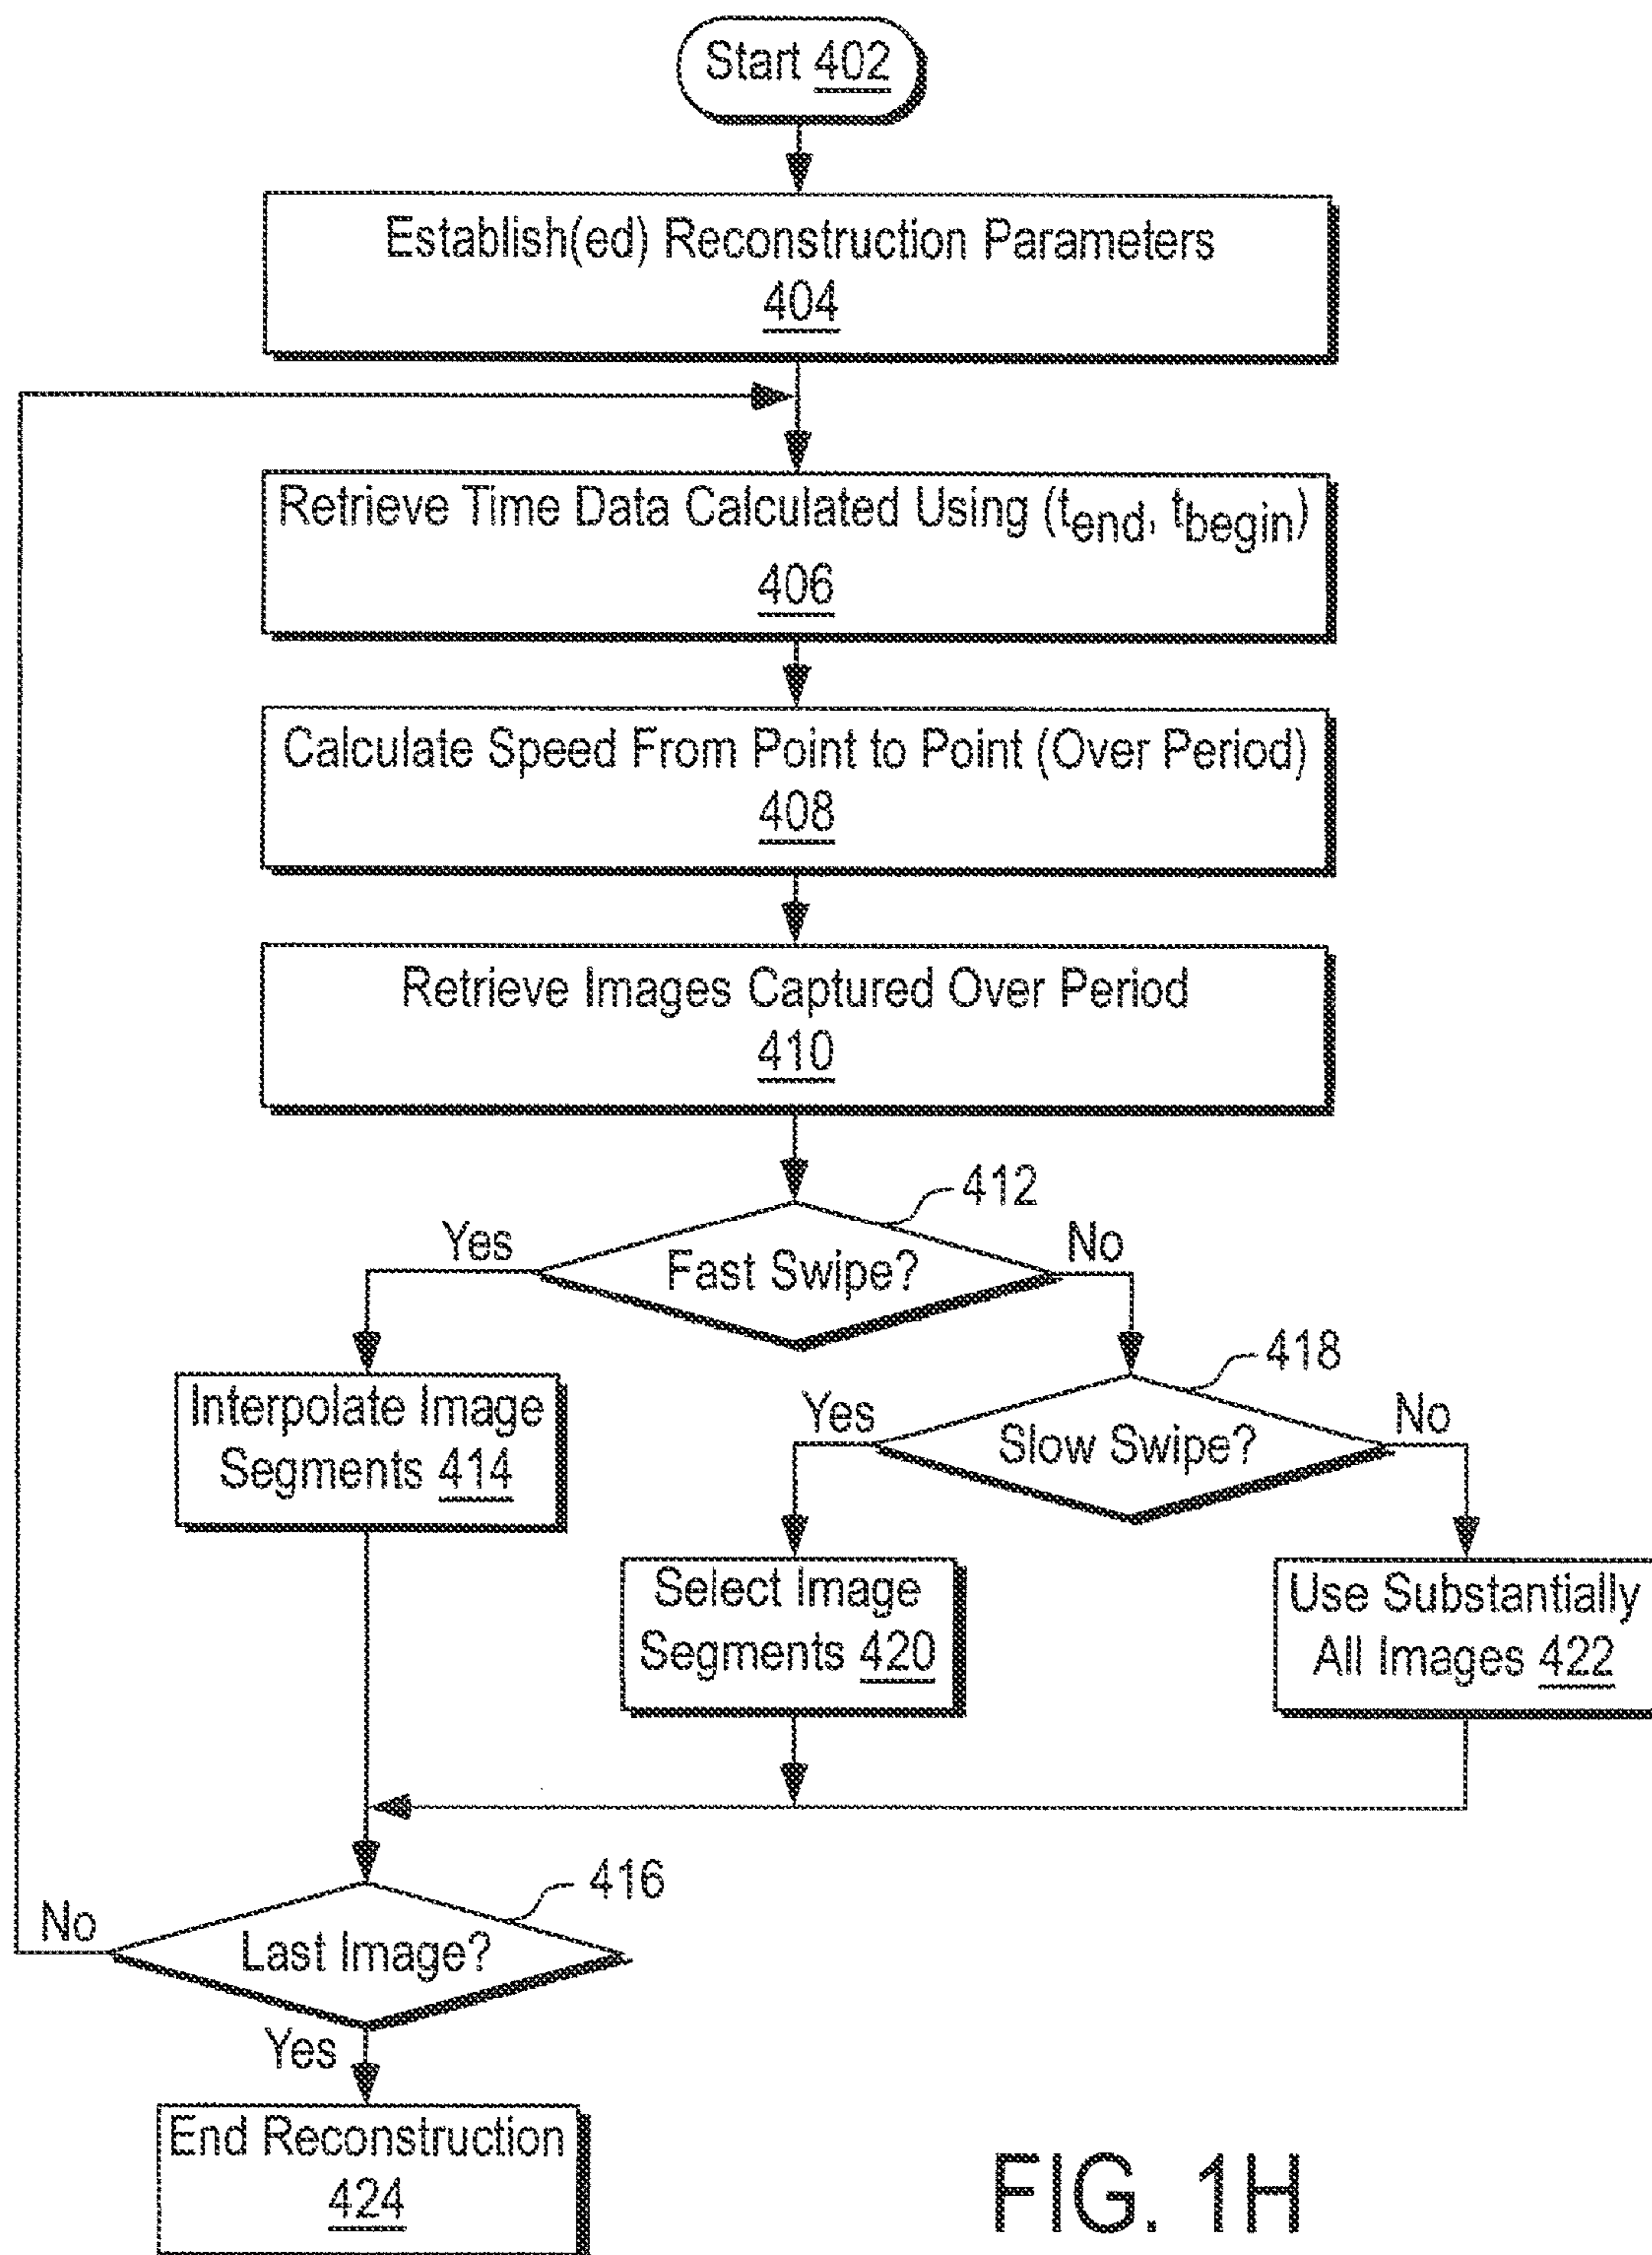 Start 402
Establish(ed) Reconstruction Parameters
404
Retrieve Time Data Calculated Using (tend, tbegin)
406
Calculate Speed From Point to Point (Over Period)
408
Retrieve Images Captured Over Period
410
412
Yes
Fast Swipe?
No
418
Interpolate Image
Segments 414
Yes
Slow Swipe?
No
Select Image
Segments 420
Use Substantially
All Images 422
416
No
Last Image?
Yes
End Reconstruction
424
FIG. 1H